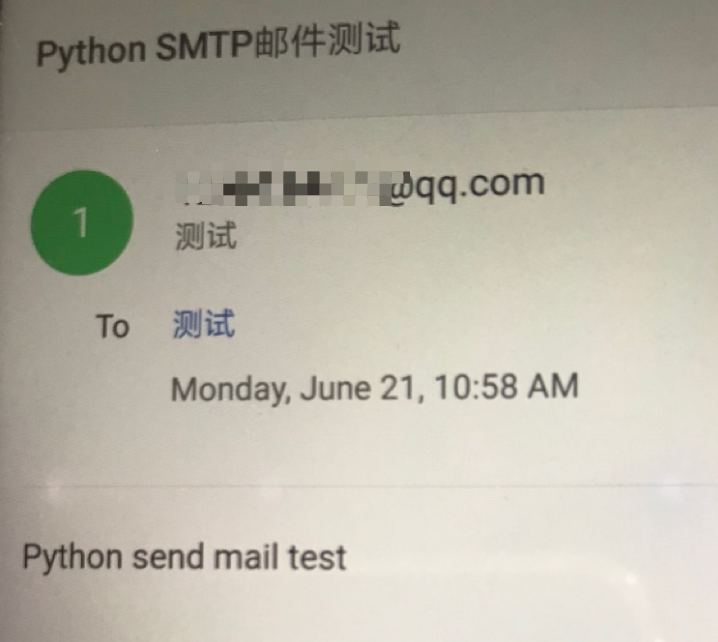 Python SMTP邮件测试
1
@qq.com
测试
To 测试
Monday, June 21, 10:58 AM
Python send mail test